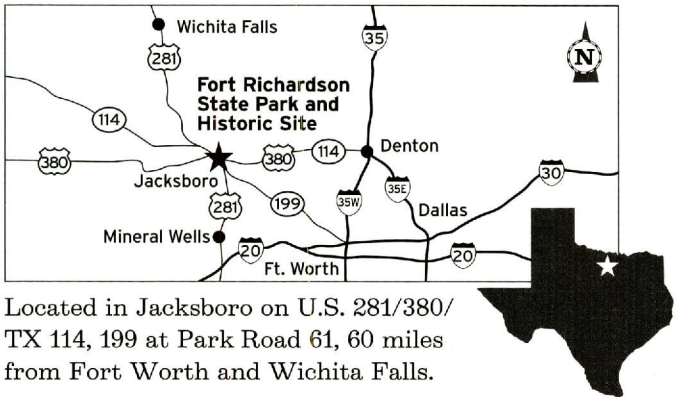 Wichita Falls
35
N
281
Fort Richardson
State Park and
Historic Site
114
380
380
114
Denton
Jacksboro
30
281
199
35W
35E
Dallas
Mineral Wells
20
20
Ft. Worth
Located in Jacksboro on U.S. 281/380/
TX 114, 199 at Park Road 61, 60 miles
from Fort Worth and Wichita Falls.